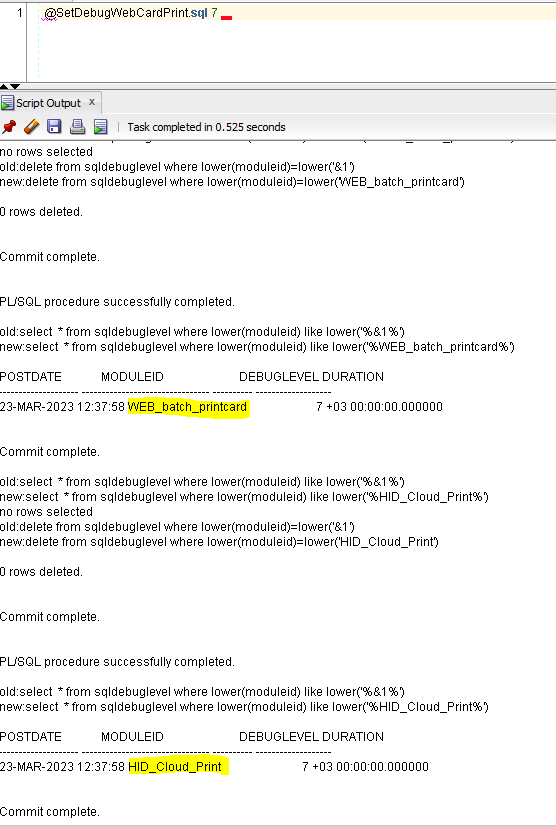 1 @SetDebugWebCardPrint.sql 7
Script Output x
Task completed in 0.525 seconds
no rows selected
old:delete from sqldebuglevel where lower(moduleid)=lower('&1')
new:delete from sqldebuglevel where lower(moduleid)=lower('WEB_batch_printcard')
0 rows deleted.
Commit complete.
PL/SQL procedure successfully completed.
old:select * from sqldebuglevel where lower(moduleid) like lower('%&1%')
new:select * from sqldebuglevel where lower(moduleid) like lower('%WEB_batch_printcard%')
POSTDATE MODULEID DEBUGLEVEL DURATION
------------------- -------------------------------- ---------- -------------------
23-MAR-2023 12:37:58 WEB_batch_printcard 7 +03 00:00:00.000000
Commit complete.
old:select * from sqldebuglevel where lower(moduleid) like lower('%&1%')
new:select * from sqldebuglevel where lower(moduleid) like lower('%HID_Cloud_Print%')
no rows selected
old:delete from sqldebuglevel where lower(moduleid)=lower('&1')
new:delete from sqldebuglevel where lower(moduleid)=lower('HID_Cloud_Print')
0 rows deleted.
Commit complete.
PL/SQL procedure successfully completed.
old:select * from sqldebuglevel where lower(moduleid) like lower('%&1%')
new:select * from sqldebuglevel where lower(moduleid) like lower('%HID_Cloud_Print%')
POSTDATE MODULEID DEBUGLEVEL DURATION
------------------- -------------------------------- ---------- -------------------
23-MAR-2023 12:37:58 HID_Cloud_Print 7 +03 00:00:00.000000
Commit complete.